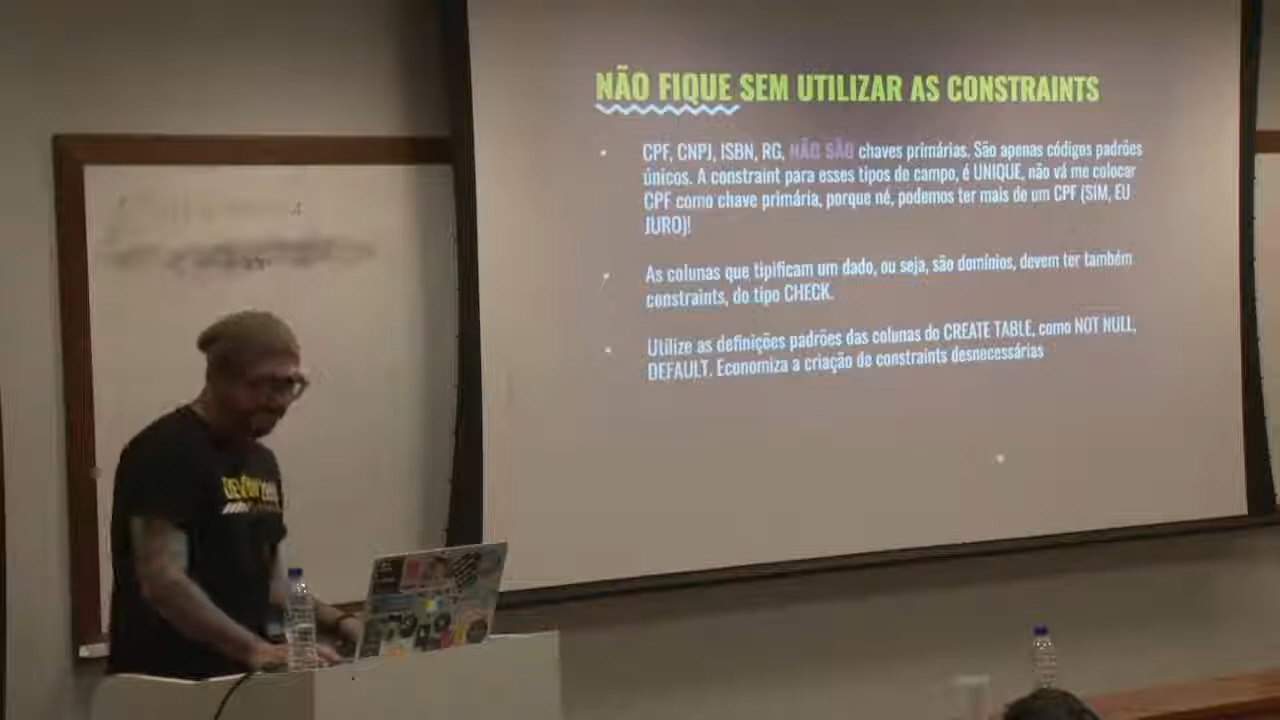 NÃO FIQUE SEM UTILIZAR AS CONSTRAINTS
CPF, CNPJ, ISBN, RG, NÃO SÃO chaves primárias. São apenas códigos padrões
únicos. A constraint para esses tipos de campo, é UNIQUE, não vá me colocar
CPF como chave primária, porque né, podemos ter mais de um CPF (SIM, EU
JURO)!
As colunas que tipificam um dado, ou seja, são domínios, devem ter também
constraints, do tipo CHECK.
Utilize as definições padrões das colunas do CREATE TABLE, como NOT NULL,
DEFAULT. Economiza a criação de constraints desnecessárias